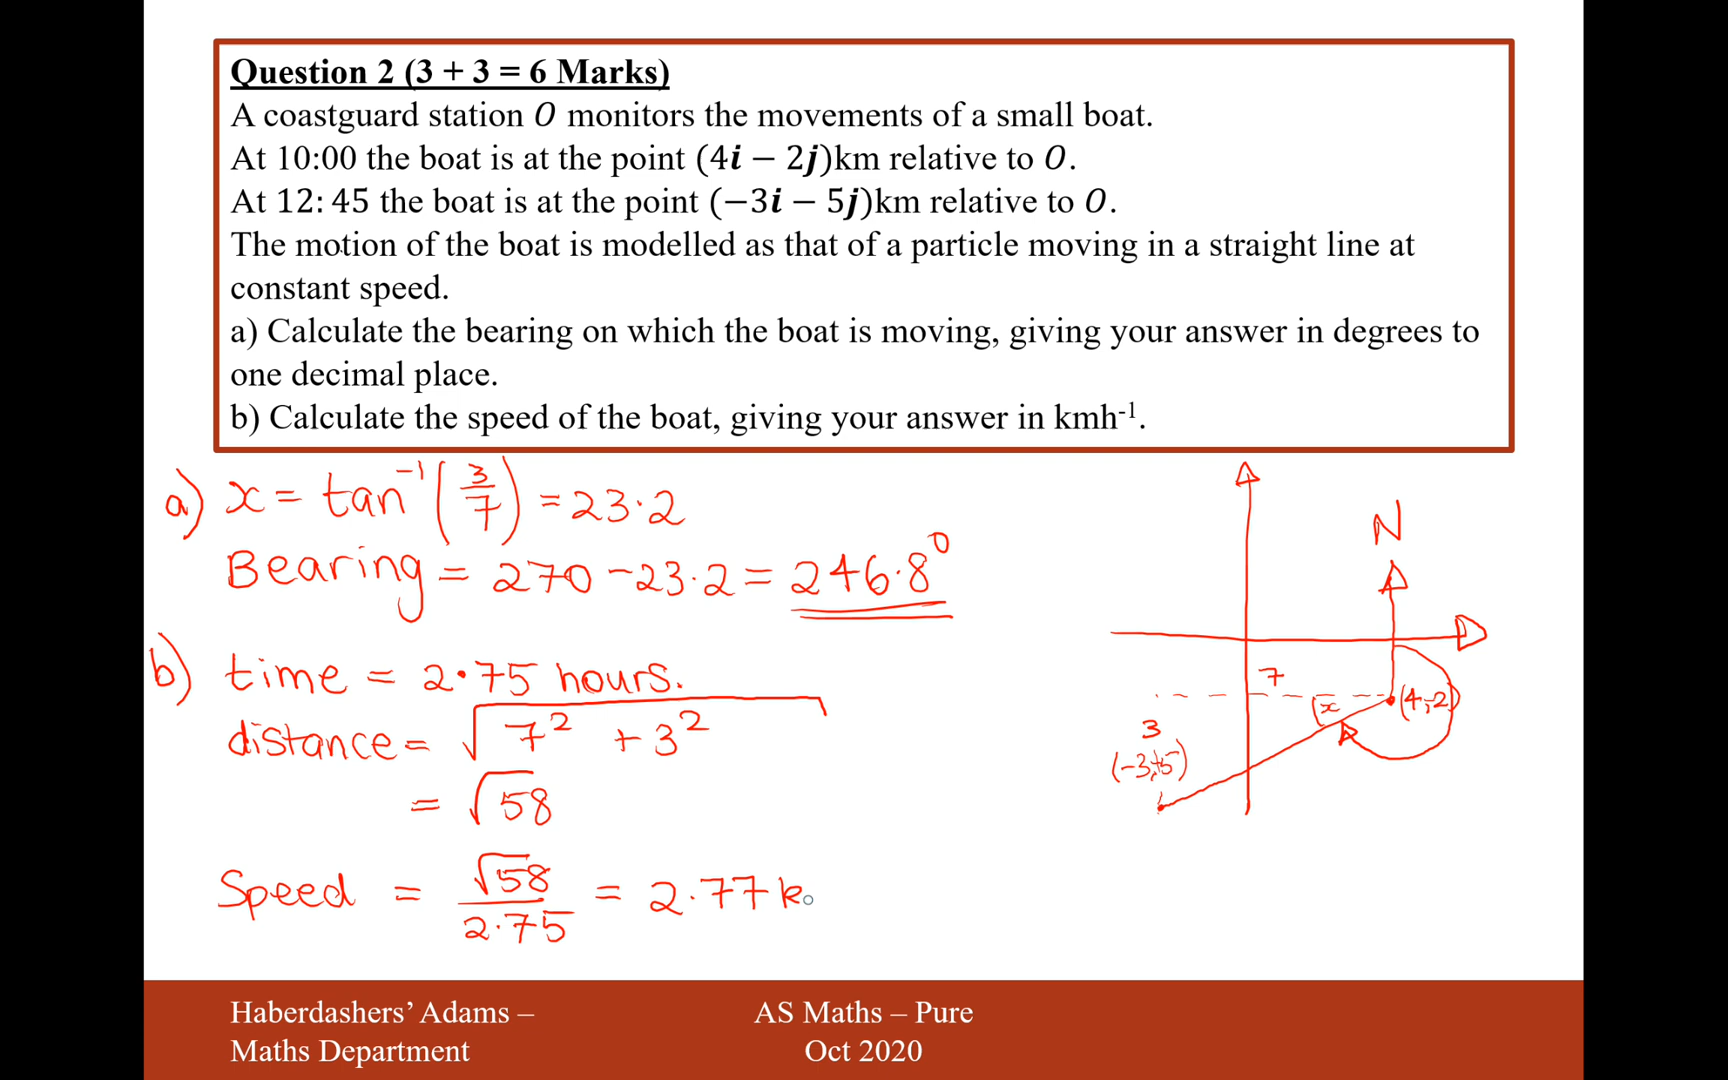 Question 2 (3 + 3 = 6 Marks)
A coastguard station O monitors the movements of a small boat.
At 10:00 the boat is at the point (4i − 2j)km relative to O.
At 12: 45 the boat is at the point (−3i − 5j)km relative to O.
The motion of the boat is modelled as that of a particle moving in a straight line at
constant speed.
a) Calculate the bearing on which the boat is moving, giving your answer in degrees to
one decimal place.
b) Calculate the speed of the boat, giving your answer in kmh⁻¹.
a) x = tan⁻¹(3/7) = 23.2
Bearing = 270 − 23.2 = 246.8°
b) time = 2.75 hours.
distance = √(7² + 3²)
= √58
Speed = √58/2.75 = 2.77 k
N
7
x
(4,-2)
3
(-3,-5)
Haberdashers’ Adams –
Maths Department
AS Maths – Pure
Oct 2020